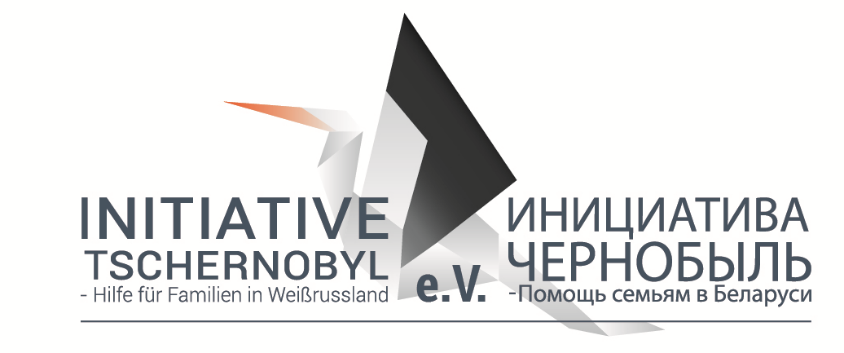 INITIATIVE
TSCHERNOBYL
- Hilfe für Familien in Weißrussland
e.V.
ИНИЦИАТИВА
ЧЕРНОБЫЛЬ
-Помощь семьям в Беларуси